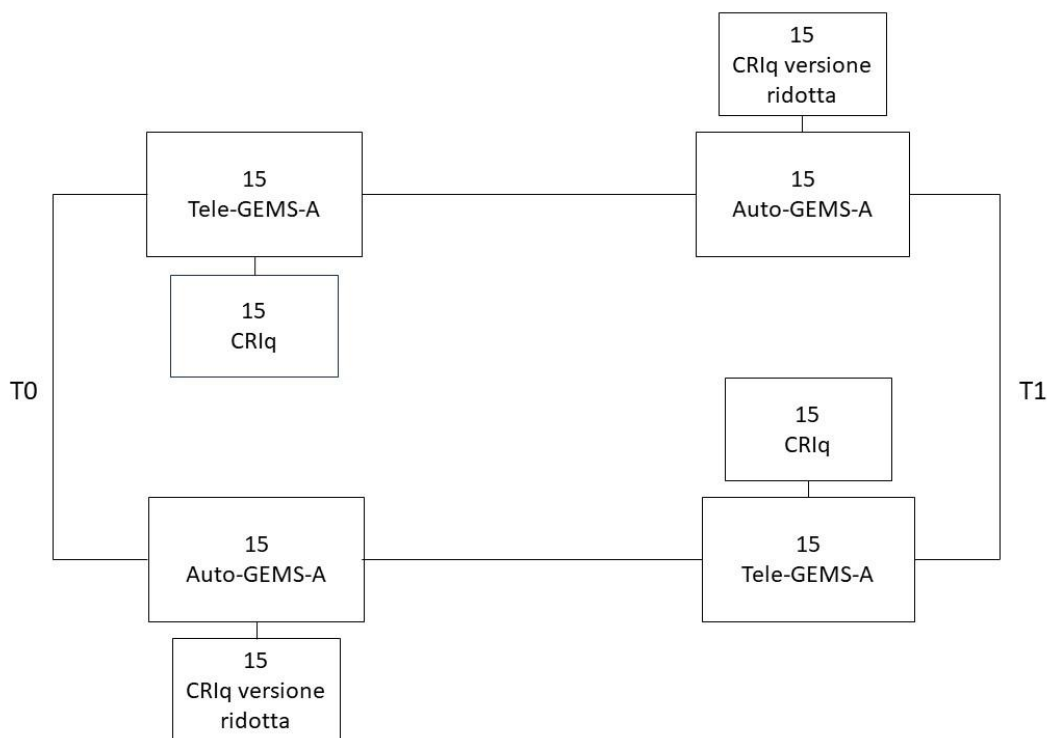 15
CRIq versione
ridotta
15
Tele-GEMS-A
15
Auto-GEMS-A
15
CRIq
T0
T1
15
CRIq
15
Auto-GEMS-A
15
Tele-GEMS-A
15
CRIq versione
ridotta